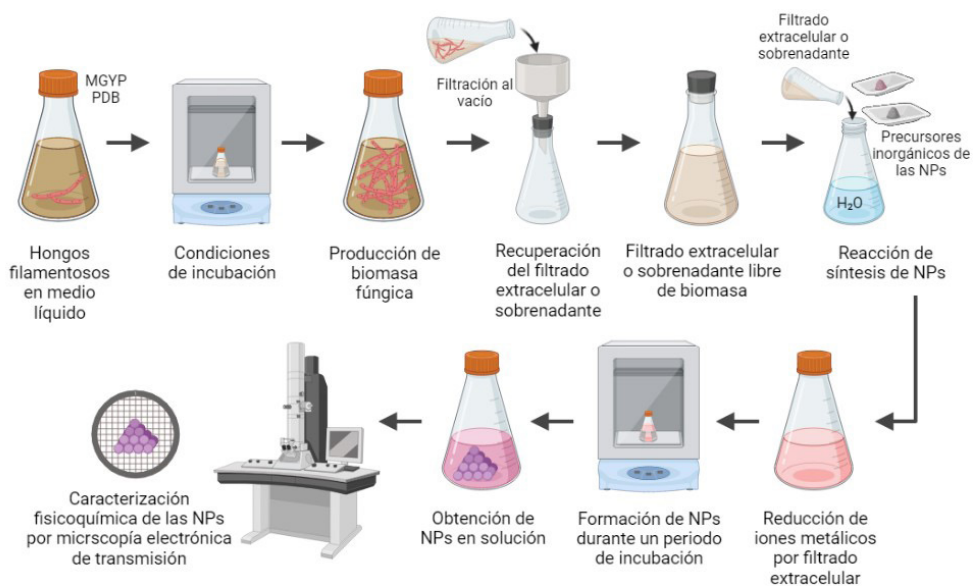 MGYP
PDB
Hongos
filamentosos
en medio
líquido
Condiciones
de incubación
Producción de
biomasa
fúngica
Filtración al
vacío
Recuperación
del filtrado
extracelular o
sobrenadante
Filtrado extracelular
o sobrenadante libre
de biomasa
Filtrado
extracelular o
sobrenadante
Precursores
inorgánicos de
las NPs
H₂O
Reacción de
síntesis de NPs
Reducción de
iones metálicos
por filtrado
extracelular
Formación de NPs
durante un periodo
de incubación
Obtención de
NPs en solución
Caracterización
fisicoquímica de las NPs
por micrscopía electrónica
de transmisión